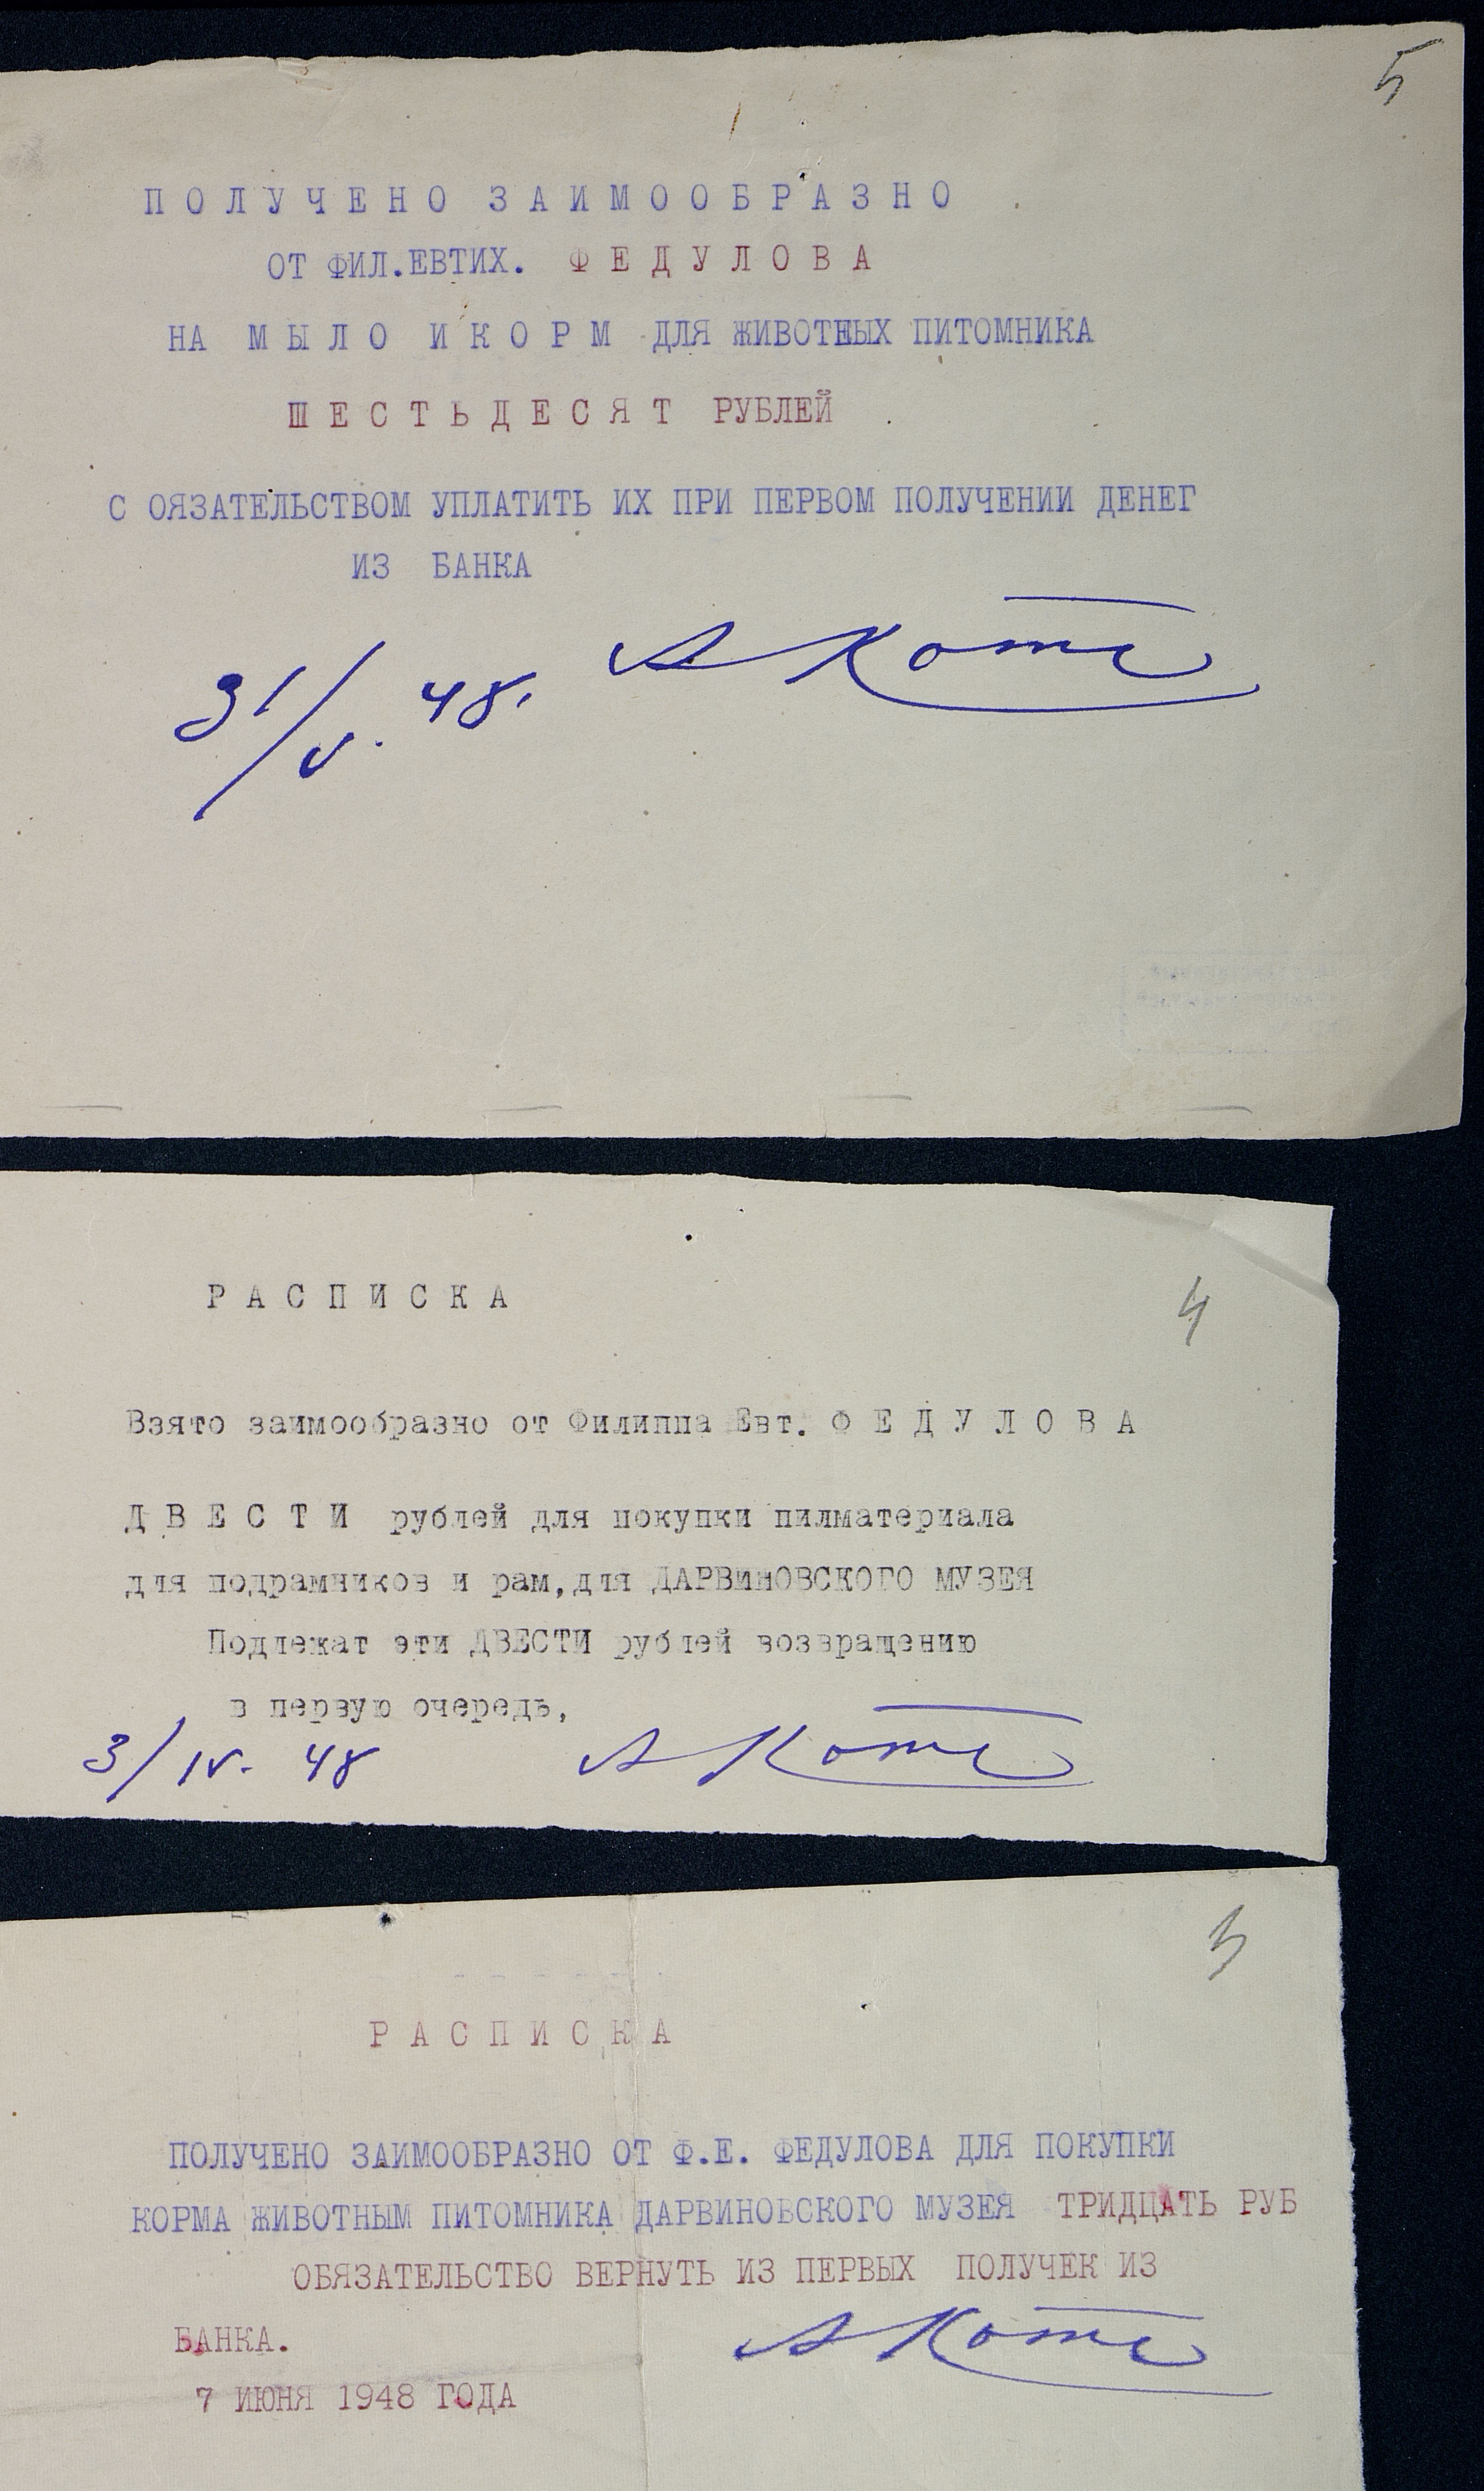 5
ПОЛУЧЕНО ЗАИМООБРАЗНО .
ОТ ФИЛ.ЕВТИХ. ФЕДУЛОВА
НА МЫЛО И КОРМ ДЛЯ ЖИВОТНЫХ ПИТОМНИКА
ШЕСТЬДЕСЯТ РУБЛЕЙ .
С ОЯЗАТЕЛЬСТВОМ УПЛАТИТЬ ИХ ПРИ ПЕРВОМ ПОЛУЧЕНИИ ДЕНЕГ
ИЗ БАНКА
31/V. 48. А Котс
4
РАСПИСКА
Взято заимообразно от Филиппа Евт. ФЕДУЛОВА
ДВЕСТИ рублей для покупки пилматериала
для подрамников и рам,для ДАРВиНОВСКОГО МУЗЕЯ
Подлежат эти ДВЕСТИ рублей возвращению
в первую очередь,
3/IV. 48 А Котс
3
РАСПИСКА
ПОЛУЧЕНО ЗАИМООБРАЗНО ОТ Ф.Е. ФЕДУЛОВА ДЛЯ ПОКУПКИ
КОРМА ЖИВОТНЫМ ПИТОМНИКА ДАРВИНОВСКОГО МУЗЕЯ ТРИДЦАТЬ РУБ
ОБЯЗАТЕЛЬСТВО ВЕРНУТЬ ИЗ ПЕРВЫХ ПОЛУЧЕК ИЗ
БАНКА. А Котс
7 ИЮНЯ 1948 ГОДА